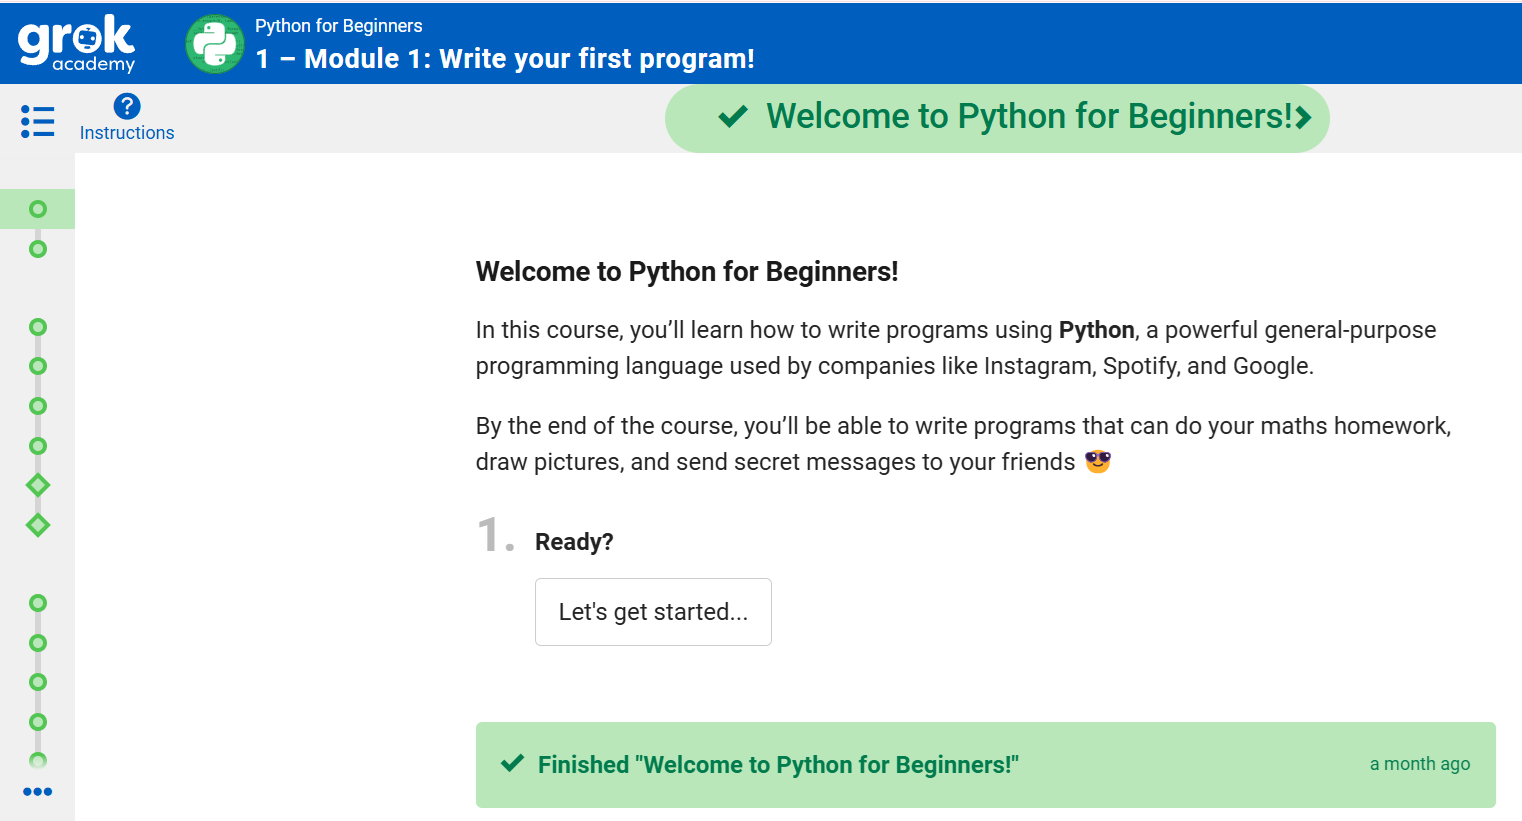 grok
academy
Python for Beginners
1 – Module 1: Write your first program!
Instructions
Welcome to Python for Beginners!
Welcome to Python for Beginners!
In this course, you’ll learn how to write programs using Python, a powerful general-purpose
programming language used by companies like Instagram, Spotify, and Google.
By the end of the course, you’ll be able to write programs that can do your maths homework,
draw pictures, and send secret messages to your friends 😎
1. Ready?
Let's get started...
Finished "Welcome to Python for Beginners!" a month ago